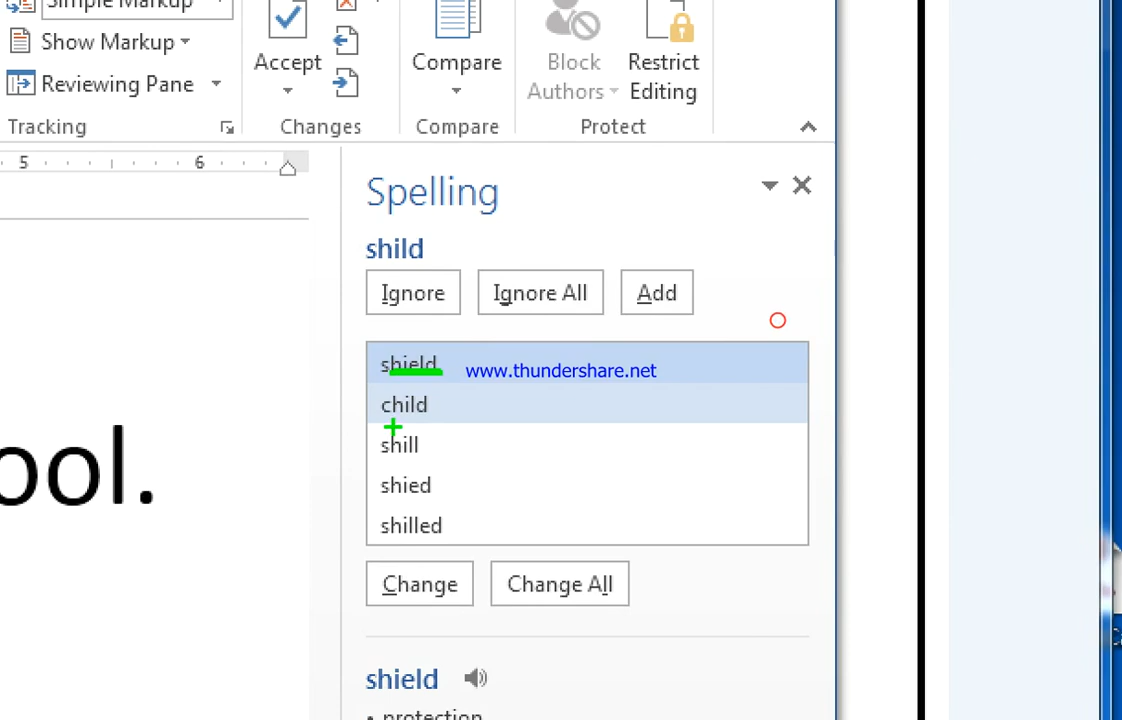 Simple Markup
Show Markup
Reviewing Pane
Tracking
Accept
Changes
Compare
Compare
Block
Authors
Restrict
Editing
Protect
5 6
Spelling
shild
Ignore Ignore All Add
shield
www.thundershare.net
child
shill
shied
shilled
Change Change All
ool.
shield
• protection